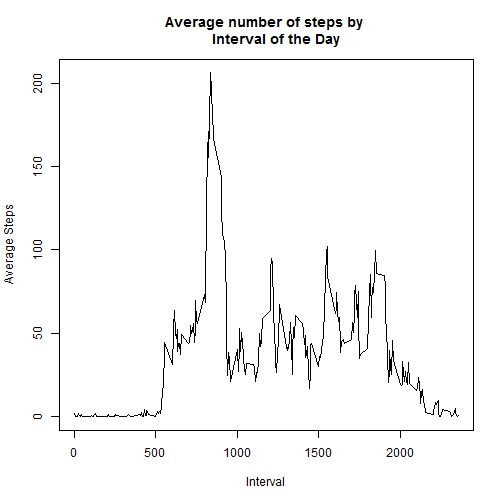 Average number of steps by
Interval of the Day
Average Steps
200
150
100
50
0
0 500 1000 1500 2000
Interval